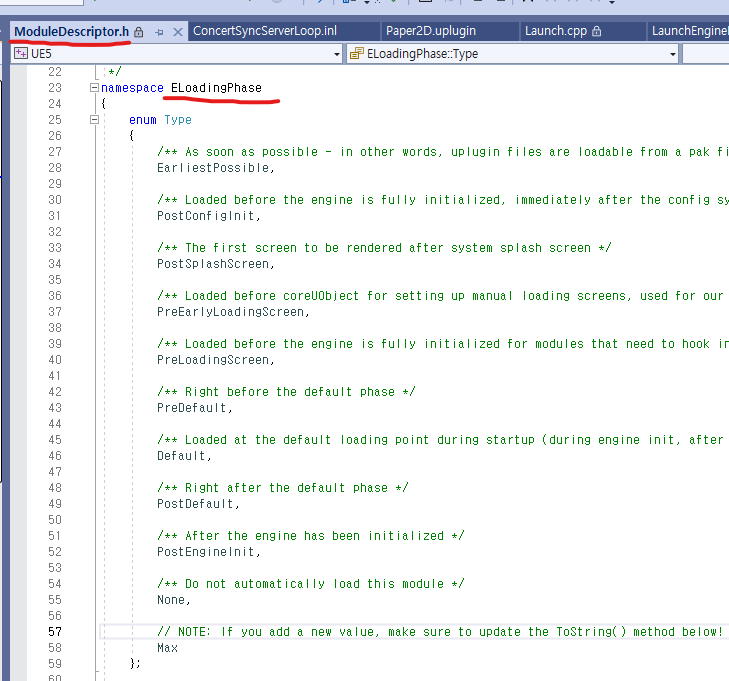 ModuleDescriptor.h
ConcertSyncServerLoop.inl
Paper2D.uplugin
Launch.cpp
LaunchEngineL
UE5
ELoadingPhase::Type
22 */
23 namespace ELoadingPhase
24 {
25 enum Type
26 {
27 /** As soon as possible - in other words, uplugin files are loadable from a pak fi
28 EarliestPossible,
29
30 /** Loaded before the engine is fully initialized, immediately after the config sy
31 PostConfigInit,
32
33 /** The first screen to be rendered after system splash screen */
34 PostSplashScreen,
35
36 /** Loaded before coreUObject for setting up manual loading screens, used for our
37 PreEarlyLoadingScreen,
38
39 /** Loaded before the engine is fully initialized for modules that need to hook in
40 PreLoadingScreen,
41
42 /** Right before the default phase */
43 PreDefault,
44
45 /** Loaded at the default loading point during startup (during engine init, after
46 Default,
47
48 /** Right after the default phase */
49 PostDefault,
50
51 /** After the engine has been initialized */
52 PostEngineInit,
53
54 /** Do not automatically load this module */
55 None,
56
57 // NOTE: If you add a new value, make sure to update the ToString() method below!
58 Max
59 };
60